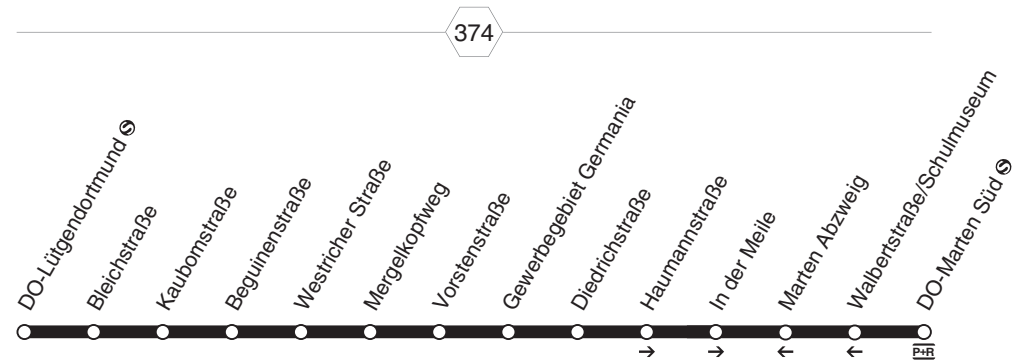 374
DO-Lütgendortmund S
Bleichstraße
Kaubomstraße
Beguinenstraße
Westricher Straße
Mergelkopfweg
Vorstenstraße
Gewerbegebiet Germania
Diedrichstraße
Haumannstraße
In der Meile
Marten Abzweig
Walbertstraße/Schulmuseum
DO-Marten Süd S
→ → ← ← P+R